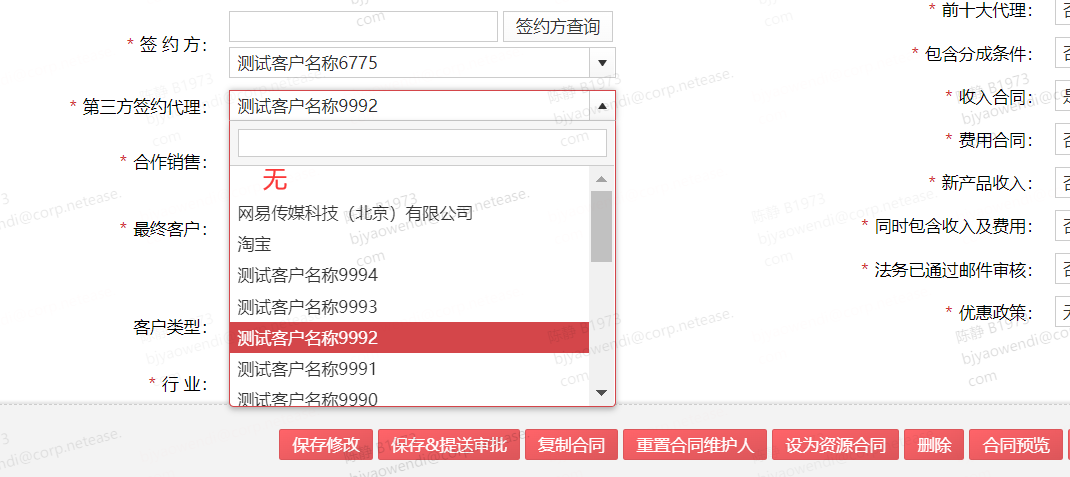 * 签 约 方： 签约方查询
测试客户名称6775
* 第三方签约代理： 测试客户名称9992
* 合作销售：
无
网易传媒科技（北京）有限公司
* 最终客户：
淘宝
测试客户名称9994
测试客户名称9993
客户类型：
测试客户名称9992
测试客户名称9991
* 行 业：
测试客户名称9990
* 前十大代理：
* 包含分成条件：
* 收入合同：
* 费用合同：
* 新产品收入：
* 同时包含收入及费用：
* 法务已通过邮件审核：
* 优惠政策：
保存修改 保存&提送审批 复制合同 重置合同维护人 设为资源合同 删除 合同预览
陈静 B1973
bjyaowendi@corp.netease.
com